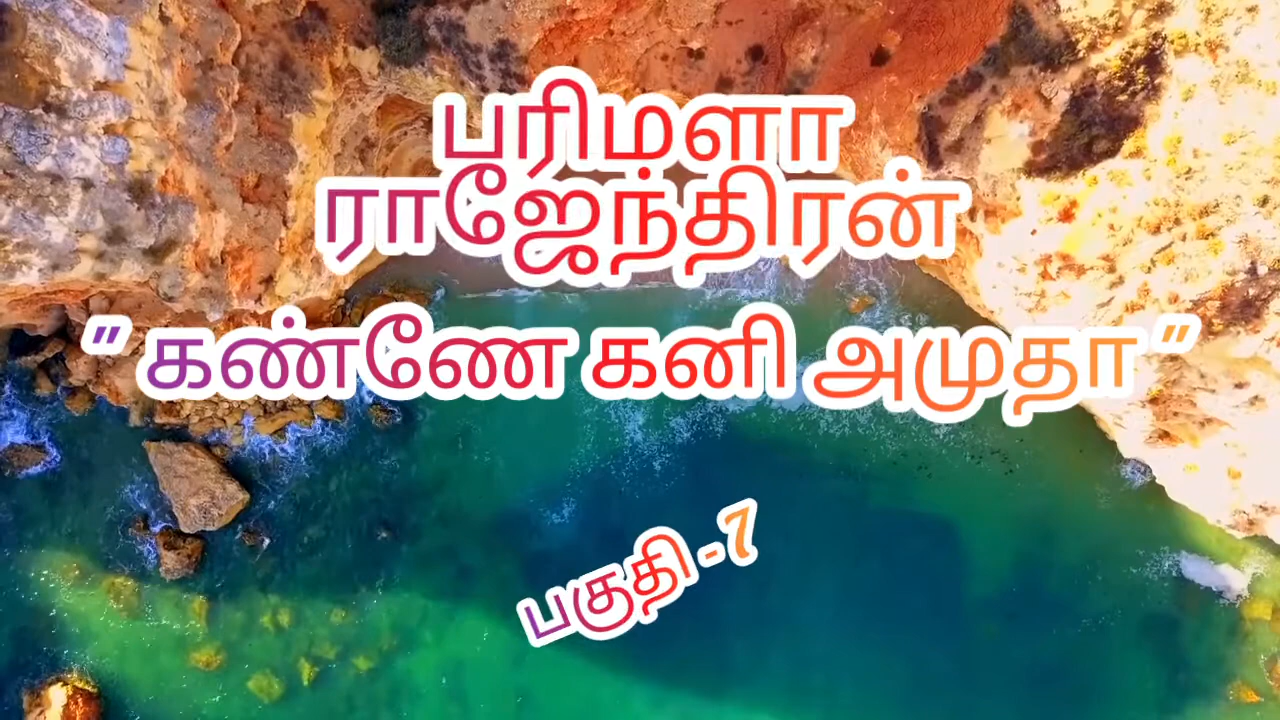 பரிமளா
ராஜேந்திரன்
" கண்ணே கனி அமுதா "
பகுதி -7